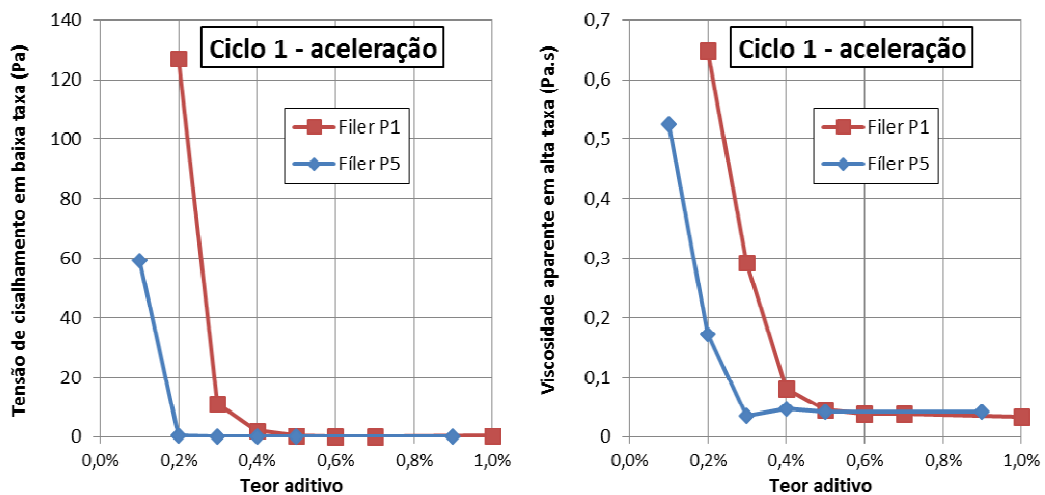 Ciclo 1 - aceleração
Tensão de cisalhamento em baixa taxa (Pa)
140
120
100
80
60
40
20
0
Filer P1
Fíler P5
0,0%
0,2%
0,4%
0,6%
0,8%
1,0%
Teor aditivo
Ciclo 1 - aceleração
Viscosidade aparente em alta taxa (Pa.s)
0,7
0,6
0,5
0,4
0,3
0,2
0,1
0
Filer P1
Fíler P5
0,0%
0,2%
0,4%
0,6%
0,8%
1,0%
Teor aditivo